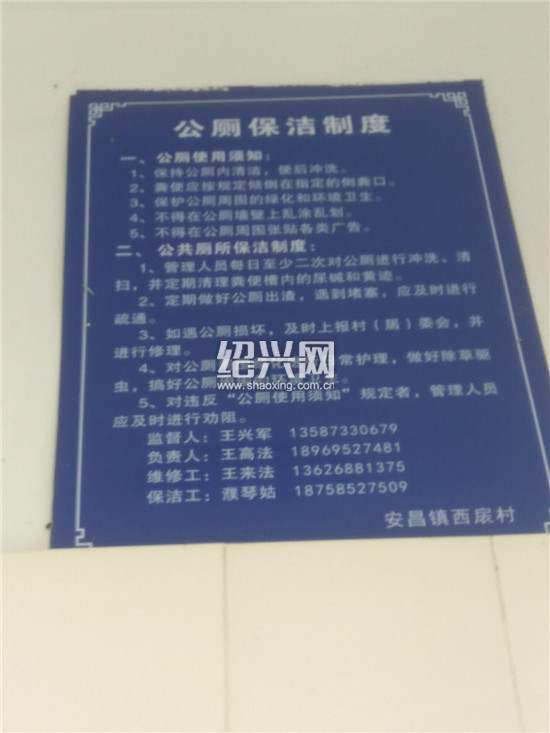 公厕保洁制度
一、公厕使用须知：
1、保持公厕内清洁，便后冲洗。
2、粪便应按规定倾倒在指定的倒粪口。
3、保护公厕周围的绿化和环境卫生。
4、不得在公厕墙壁上乱涂乱划。
5、不得在公厕周围张贴各类广告。
二、公共厕所保洁制度：
1、管理人员每日至少二次对公厕进行冲洗、清
扫，并定期清理粪便槽内的尿碱和黄迹。
2、定期做好公厕出渣，遇到堵塞，应及时进行
疏通。
3、如遇公厕损坏，及时上报村（居）委会，并
进行修理。
4、对公厕 常护理，做好除草驱
虫，搞好公厕
5、对违反“公厕使用须知”规定者，管理人员
应及时进行劝阻。
监督人：王兴军 13587330679
负责人：王高法 18969527481
维修工：王来法 13626881375
保洁工：濮琴姑 18758527509
安昌镇西扆村
绍兴网
www.shaoxing.com.cn